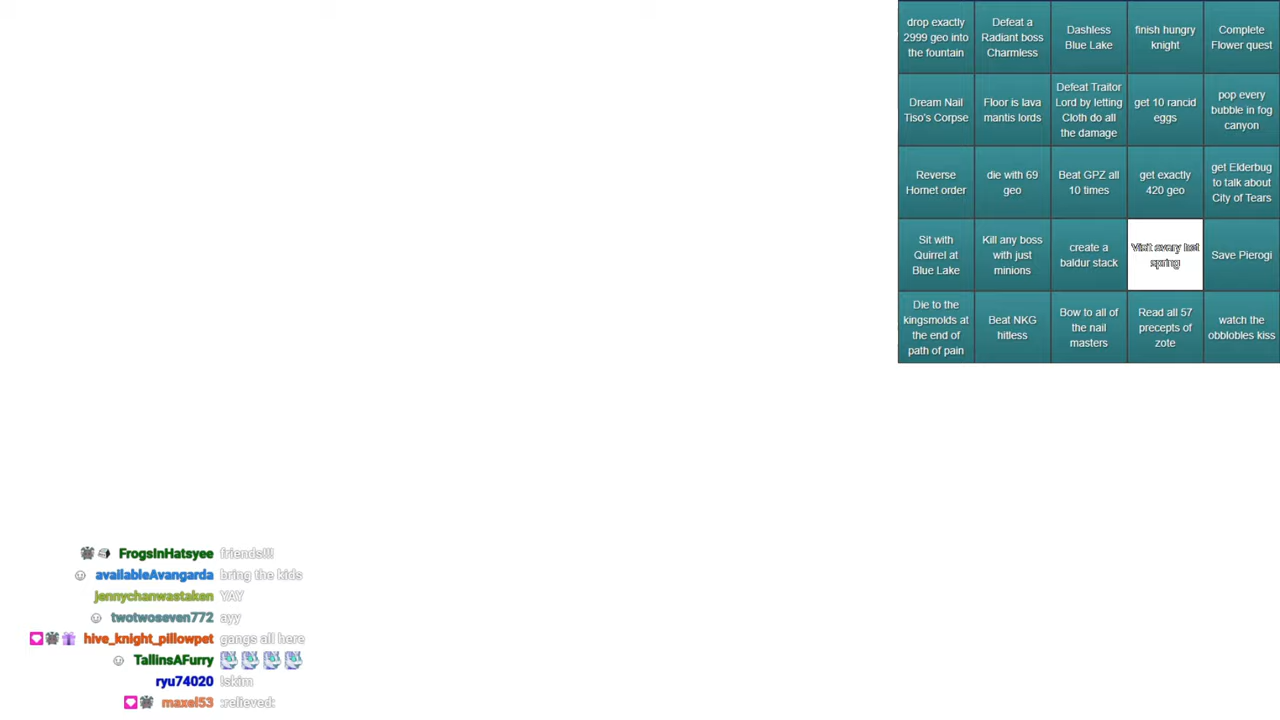 drop exactly
2999 geo into
the fountain
Defeat a
Radiant boss
Charmless
Dashless
Blue Lake
finish hungry
knight
Complete
Flower quest
Dream Nail
Tiso's Corpse
Floor is lava
mantis lords
Defeat Traitor
Lord by letting
Cloth do all
the damage
get 10 rancid
eggs
pop every
bubble in fog
canyon
Reverse
Hornet order
die with 69
geo
Beat GPZ all
10 times
get exactly
420 geo
get Elderbug
to talk about
City of Tears
Sit with
Quirrel at
Blue Lake
Kill any boss
with just
minions
create a
baldur stack
Visit every hot
spring
Save Pierogi
Die to the
kingsmolds at
the end of
path of pain
Beat NKG
hitless
Bow to all of
the nail
masters
Read all 57
precepts of
zote
watch the
obblobles kiss
FrogsInHatsyee friends!!!
availableAvangarda bring the kids
jennychanwastaken YAY
twotwoseven772 ayy
hive_knight_pillowpet gangs all here
TallinsAFurry
ryu74020 !skim
maxel53 :relieved: